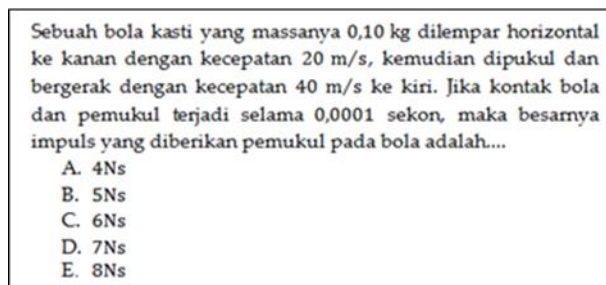 Sebuah bola kasti yang massanya 0,10 kg dilempar horizontal
ke kanan dengan kecepatan 20 m/s, kemudian dipukul dan
bergerak dengan kecepatan 40 m/s ke kiri. Jika kontak bola
dan pemukul terjadi selama 0,0001 sekon, maka besarnya
impuls yang diberikan pemukul pada bola adalah....
A. 4Ns
B. 5Ns
C. 6Ns
D. 7Ns
E. 8Ns